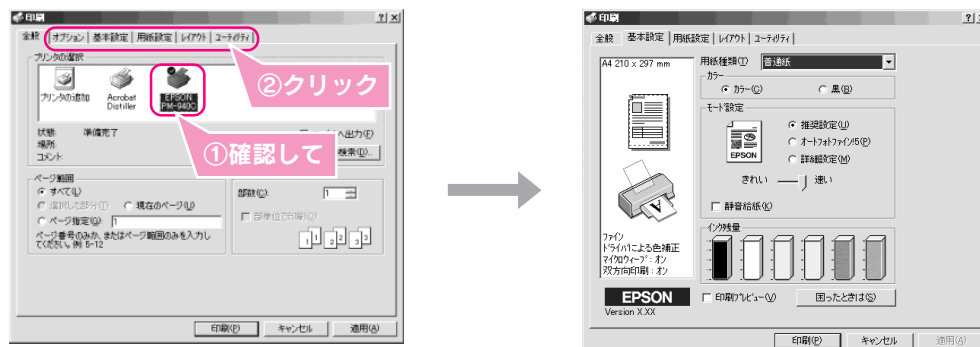 印刷
全般 オプション 基本設定 用紙設定 レイアウト ユーティリティ
プリンタの選択
プリンタの追加
Acrobat
Distiller
EPSON
PM-940C
②クリック
①確認して
状態: 準備完了
場所:
コメント:
へ出力(F)
検索(D)...
ページ範囲
すべて(L)
選択した部分(T) 現在のページ(U)
ページ指定(G): 1
ページ番号のみか、またはページ範囲のみを入力し
てください。例: 5-12
部数(C): 1
部単位で印刷(O)
1 1 2 2 3 3
印刷(P) キャンセル 適用(A)
印刷
全般 基本設定 用紙設定 レイアウト ユーティリティ
A4 210 x 297 mm
用紙種類(T) 普通紙
カラー
カラー(C) 黒(B)
モード設定
EPSON
推奨設定(U)
オートフォトファイン!5(P)
詳細設定(M)
きれい 速い
静音給紙(K)
ファイン
ドライバによる色補正
マイクロウィーブ : オン
双方向印刷 : オン
インク残量
EPSON
Version X.XX
印刷プレビュー(V) 困ったときは(S)
印刷(P) キャンセル 適用(A)